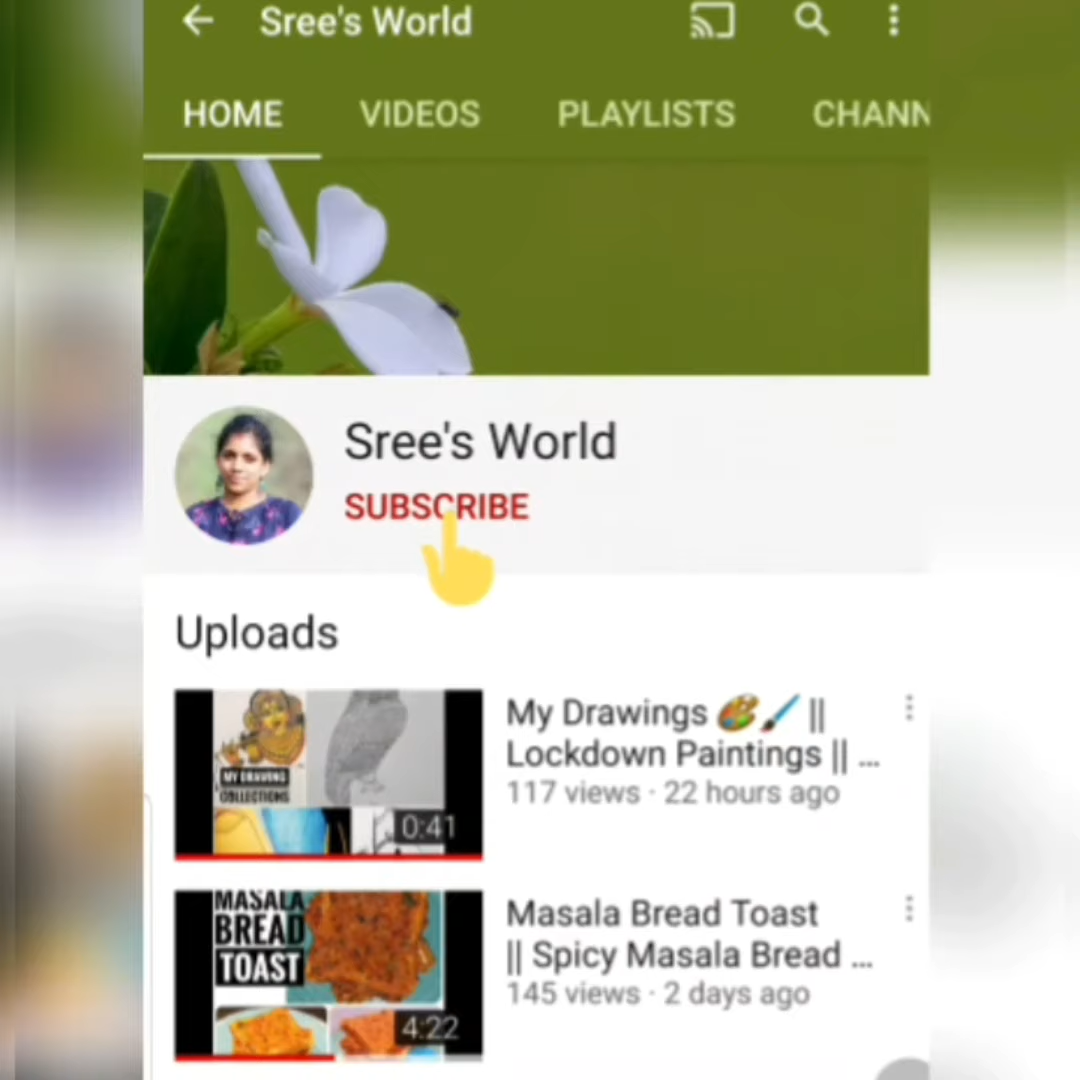 Sree's World
HOME VIDEOS PLAYLISTS CHANN
Sree's World
SUBSCRIBE
Uploads
My Drawings 🎨🖌️ ||
Lockdown Paintings || ...
117 views · 22 hours ago
MY DRAWING
COLLECTIONS
0:41
Masala Bread Toast
|| Spicy Masala Bread ...
145 views · 2 days ago
MASALA
BREAD
TOAST
4:22